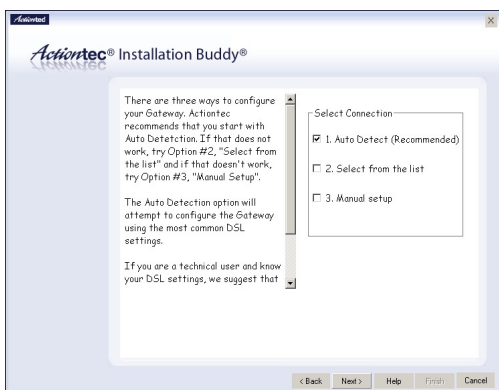 Actiontec
Actiontec® Installation Buddy®
There are three ways to configure
your Gateway. Actiontec
recommends that you start with
Auto Detetction. If that does not
work, try Option #2, "Select from
the list" and if that doesn't work,
try Option #3, "Manual Setup".
The Auto Detection option will
attempt to configure the Gateway
using the most common DSL
settings.
If you are a technical user and know
your DSL settings, we suggest that
Select Connection
1. Auto Detect (Recommended)
2. Select from the list
3. Manual setup
< Back Next > Help Finish Cancel